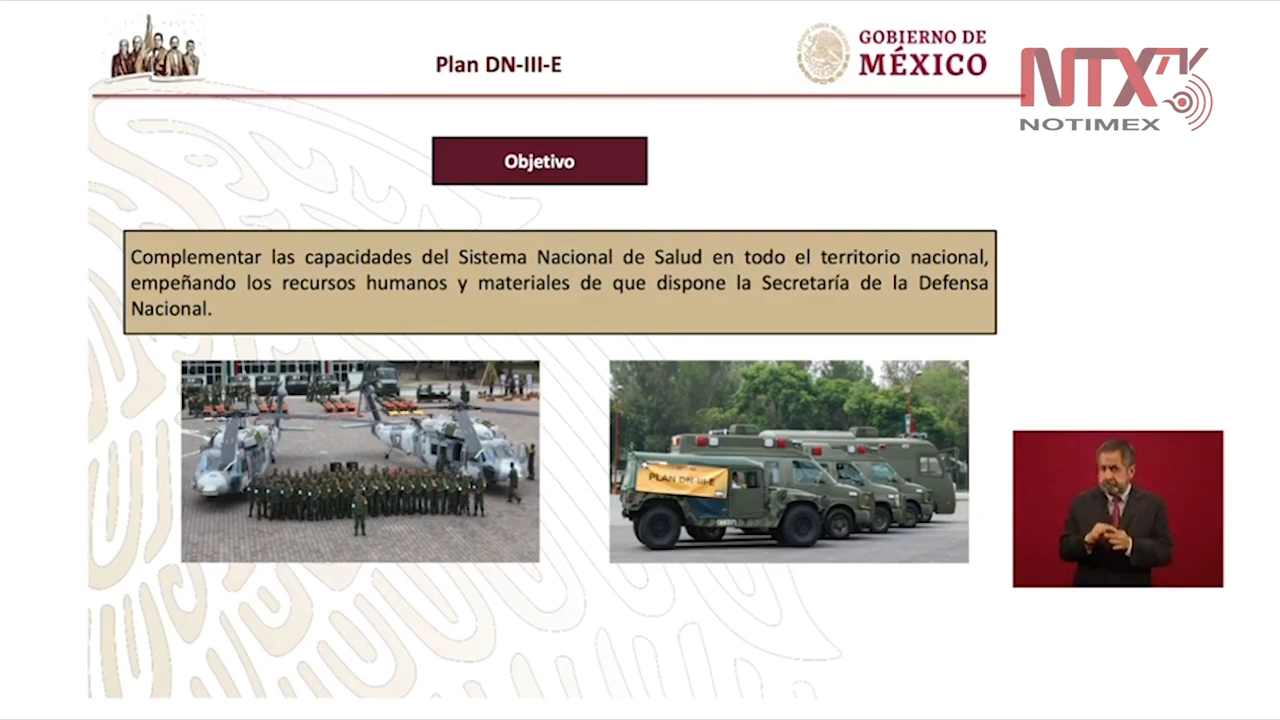 Plan DN-III-E
GOBIERNO DE
MÉXICO
NTX TV
NOTIMEX
Objetivo
Complementar las capacidades del Sistema Nacional de Salud en todo el territorio nacional,
empeñando los recursos humanos y materiales de que dispone la Secretaría de la Defensa
Nacional.
PLAN DN-III-E